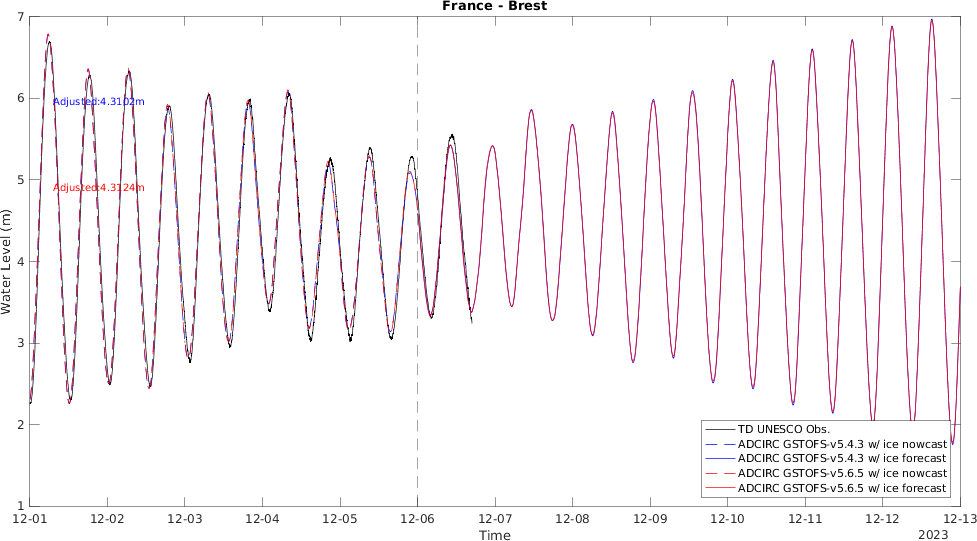 France - Brest
7
6
5
4
3
2
1
Water Level (m)
Adjusted:4.3102m
Adjusted:4.3124m
TD UNESCO Obs.
ADCIRC GSTOFS-v5.4.3 w/ ice nowcast
ADCIRC GSTOFS-v5.4.3 w/ ice forecast
ADCIRC GSTOFS-v5.6.5 w/ ice nowcast
ADCIRC GSTOFS-v5.6.5 w/ ice forecast
12-01 12-02 12-03 12-04 12-05 12-06 12-07 12-08 12-09 12-10 12-11 12-12 12-13
Time
2023